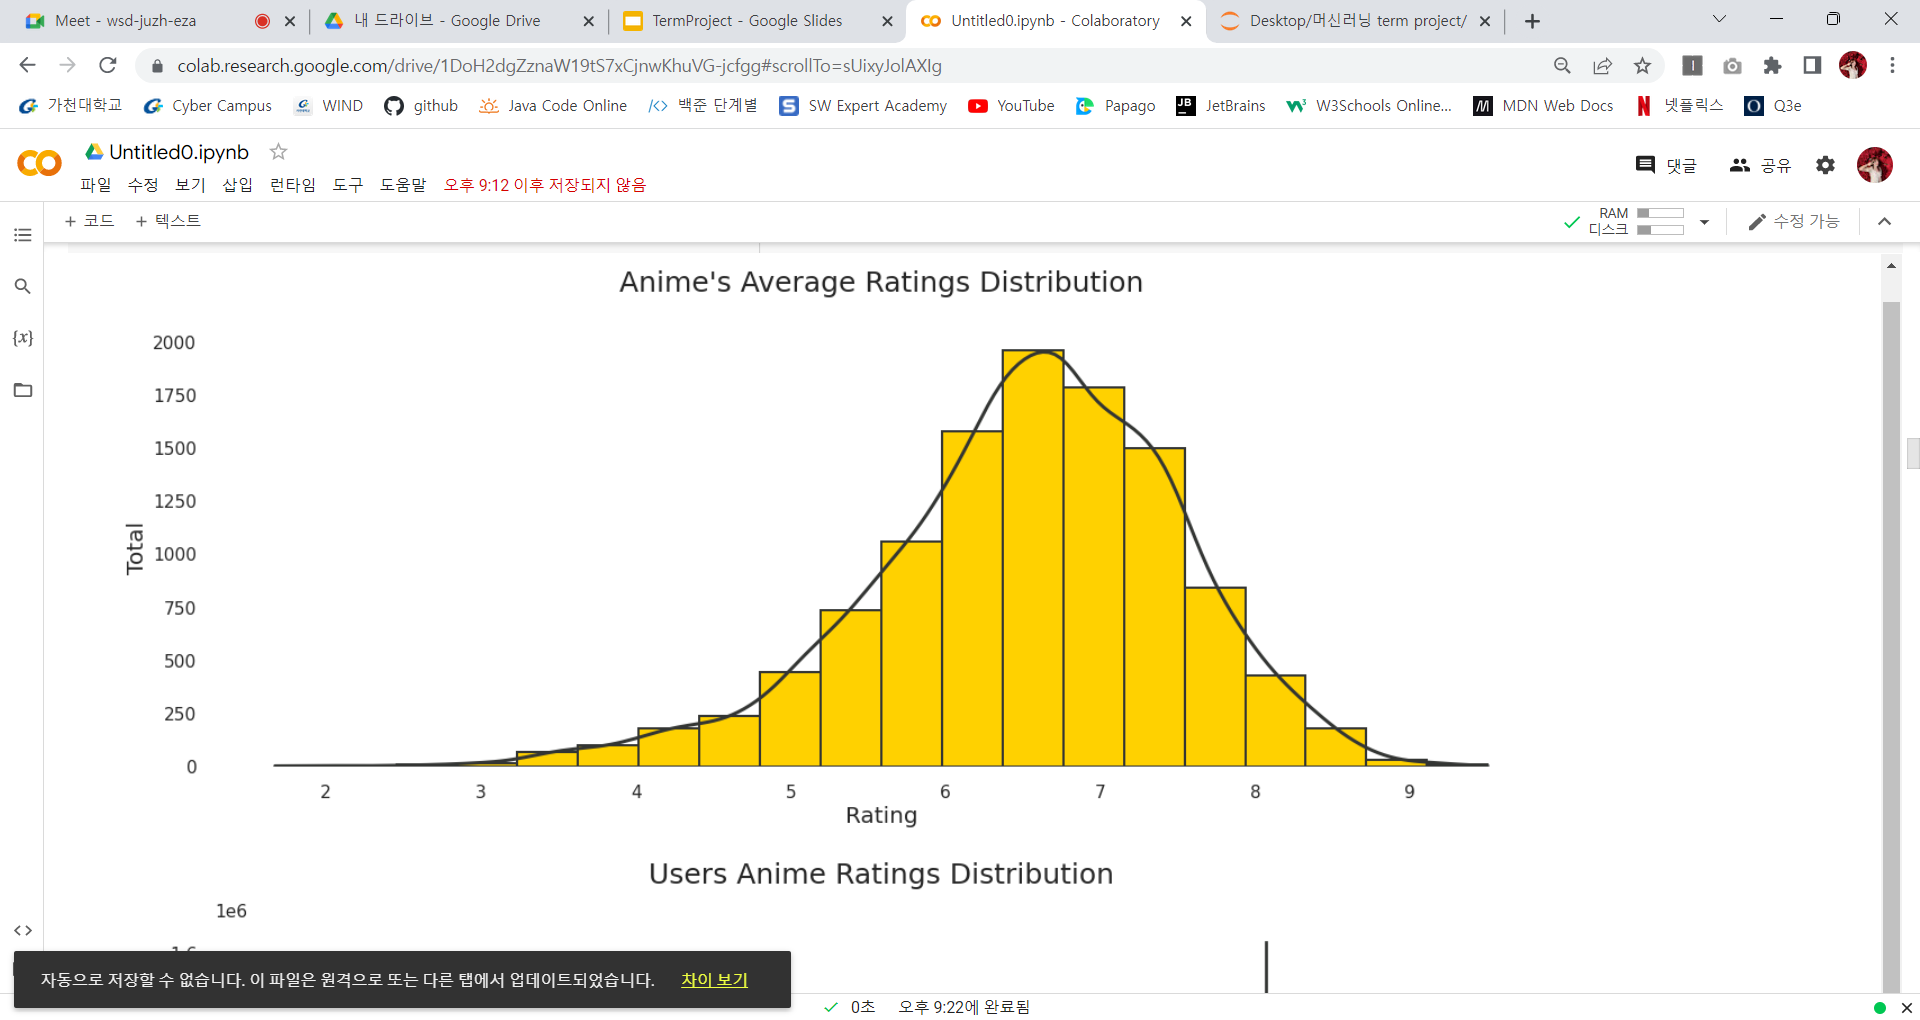 Meet - wsd-juzh-eza
내 드라이브 - Google Drive
TermProject - Google Slides
Untitled0.ipynb - Colaboratory
Desktop/머신러닝 term project/
colab.research.google.com/drive/1DoH2dgZznaW19tS7xCjnwKhuVG-jcfgg#scrollTo=sUixyJolAXIg
가천대학교
Cyber Campus
WIND
github
Java Code Online
백준 단계별
SW Expert Academy
YouTube
Papago
JetBrains
W3Schools Online...
MDN Web Docs
넷플릭스
Q3e
Untitled0.ipynb
댓글
공유
파일 수정 보기 삽입 런타임 도구 도움말 오후 9:12 이후 저장되지 않음
+ 코드 + 텍스트
RAM
디스크
수정 가능
{x}
Anime's Average Ratings Distribution
2000
1750
1500
1250
1000
750
500
250
0
Total
2 3 4 5 6 7 8 9
Rating
Users Anime Ratings Distribution
1e6
자동으로 저장할 수 없습니다. 이 파일은 원격으로 또는 다른 탭에서 업데이트되었습니다. 차이 보기
0초 오후 9:22에 완료됨